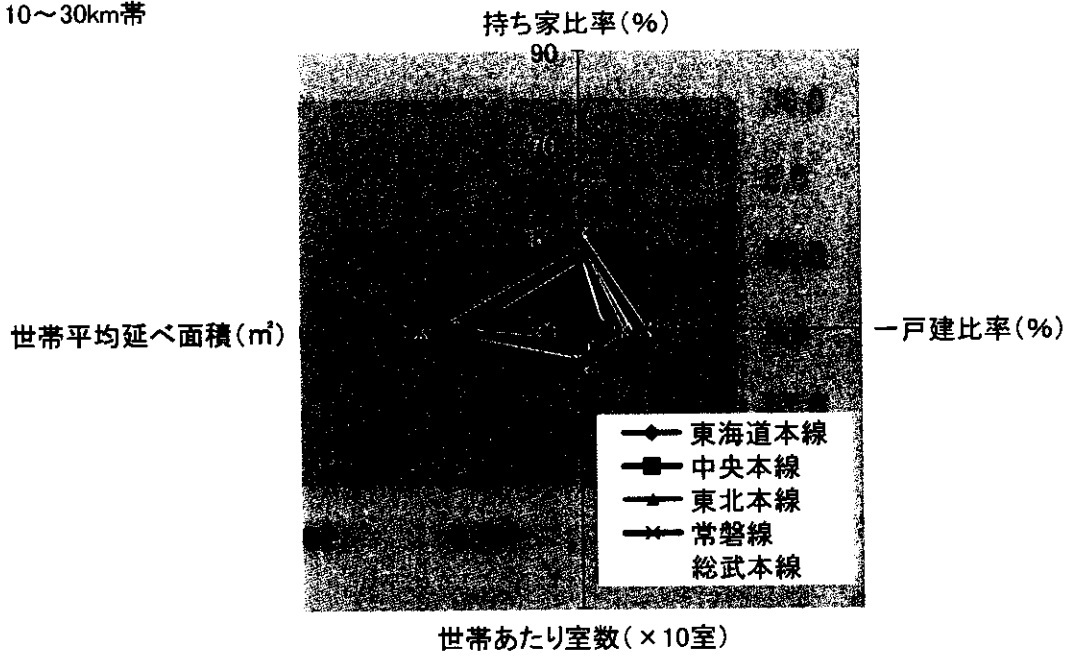 10～30km帯
持ち家比率(%)
90
70
世帯平均延べ面積(㎡)
一戸建比率(%)
東海道本線
中央本線
東北本線
常磐線
総武本線
世帯あたり室数(×10室)